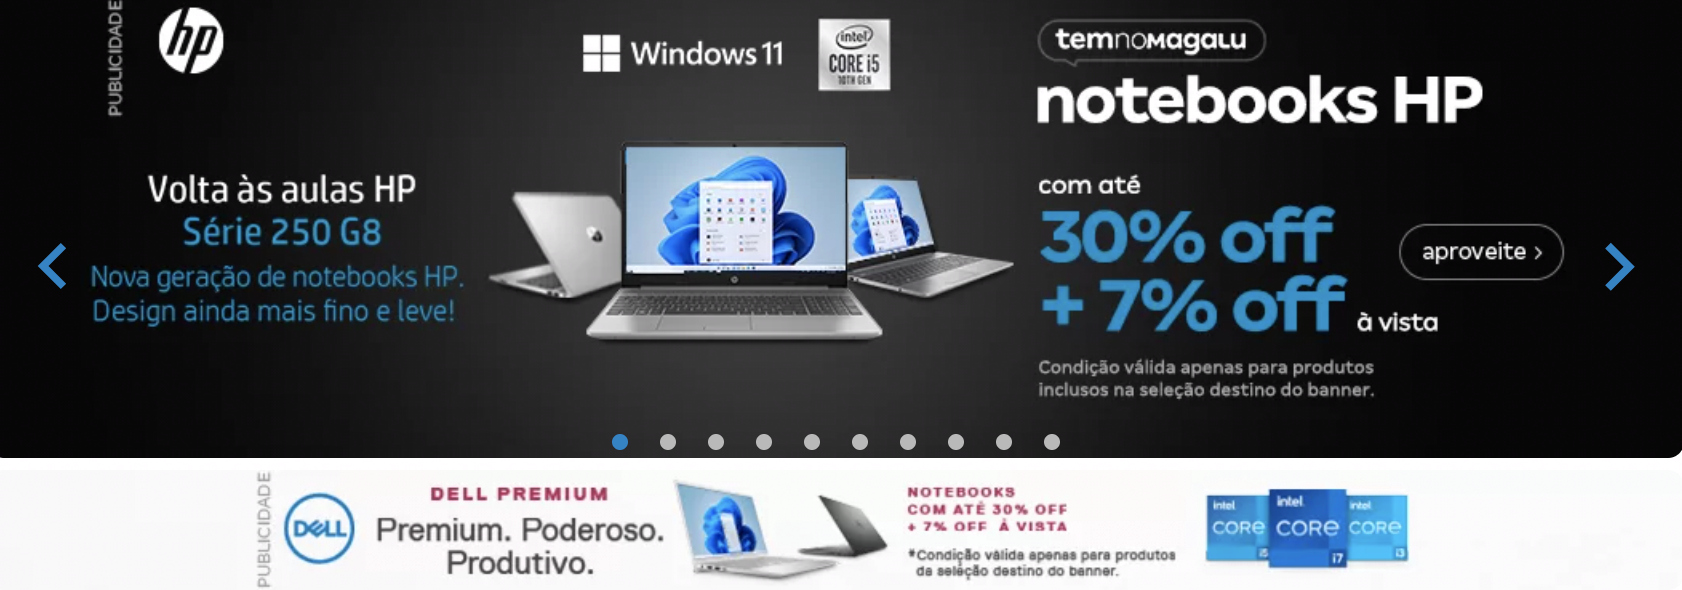 PUBLICIDADE
hp
Windows 11
intel
CORE i5
10TH GEN
temnomagalu
notebooks HP
Volta às aulas HP
Série 250 G8
Nova geração de notebooks HP.
Design ainda mais fino e leve!
com até
30% off
+ 7% off à vista
aproveite >
Condição válida apenas para produtos
inclusos na seleção destino do banner.
PUBLICIDADE
DELL
DELL PREMIUM
Premium. Poderoso.
Produtivo.
NOTEBOOKS
COM ATÉ 30% OFF
+ 7% OFF À VISTA
*Condição válida apenas para produtos
da seleção destino do banner.
intel CORE i5
intel CORE i7
intel CORE i3